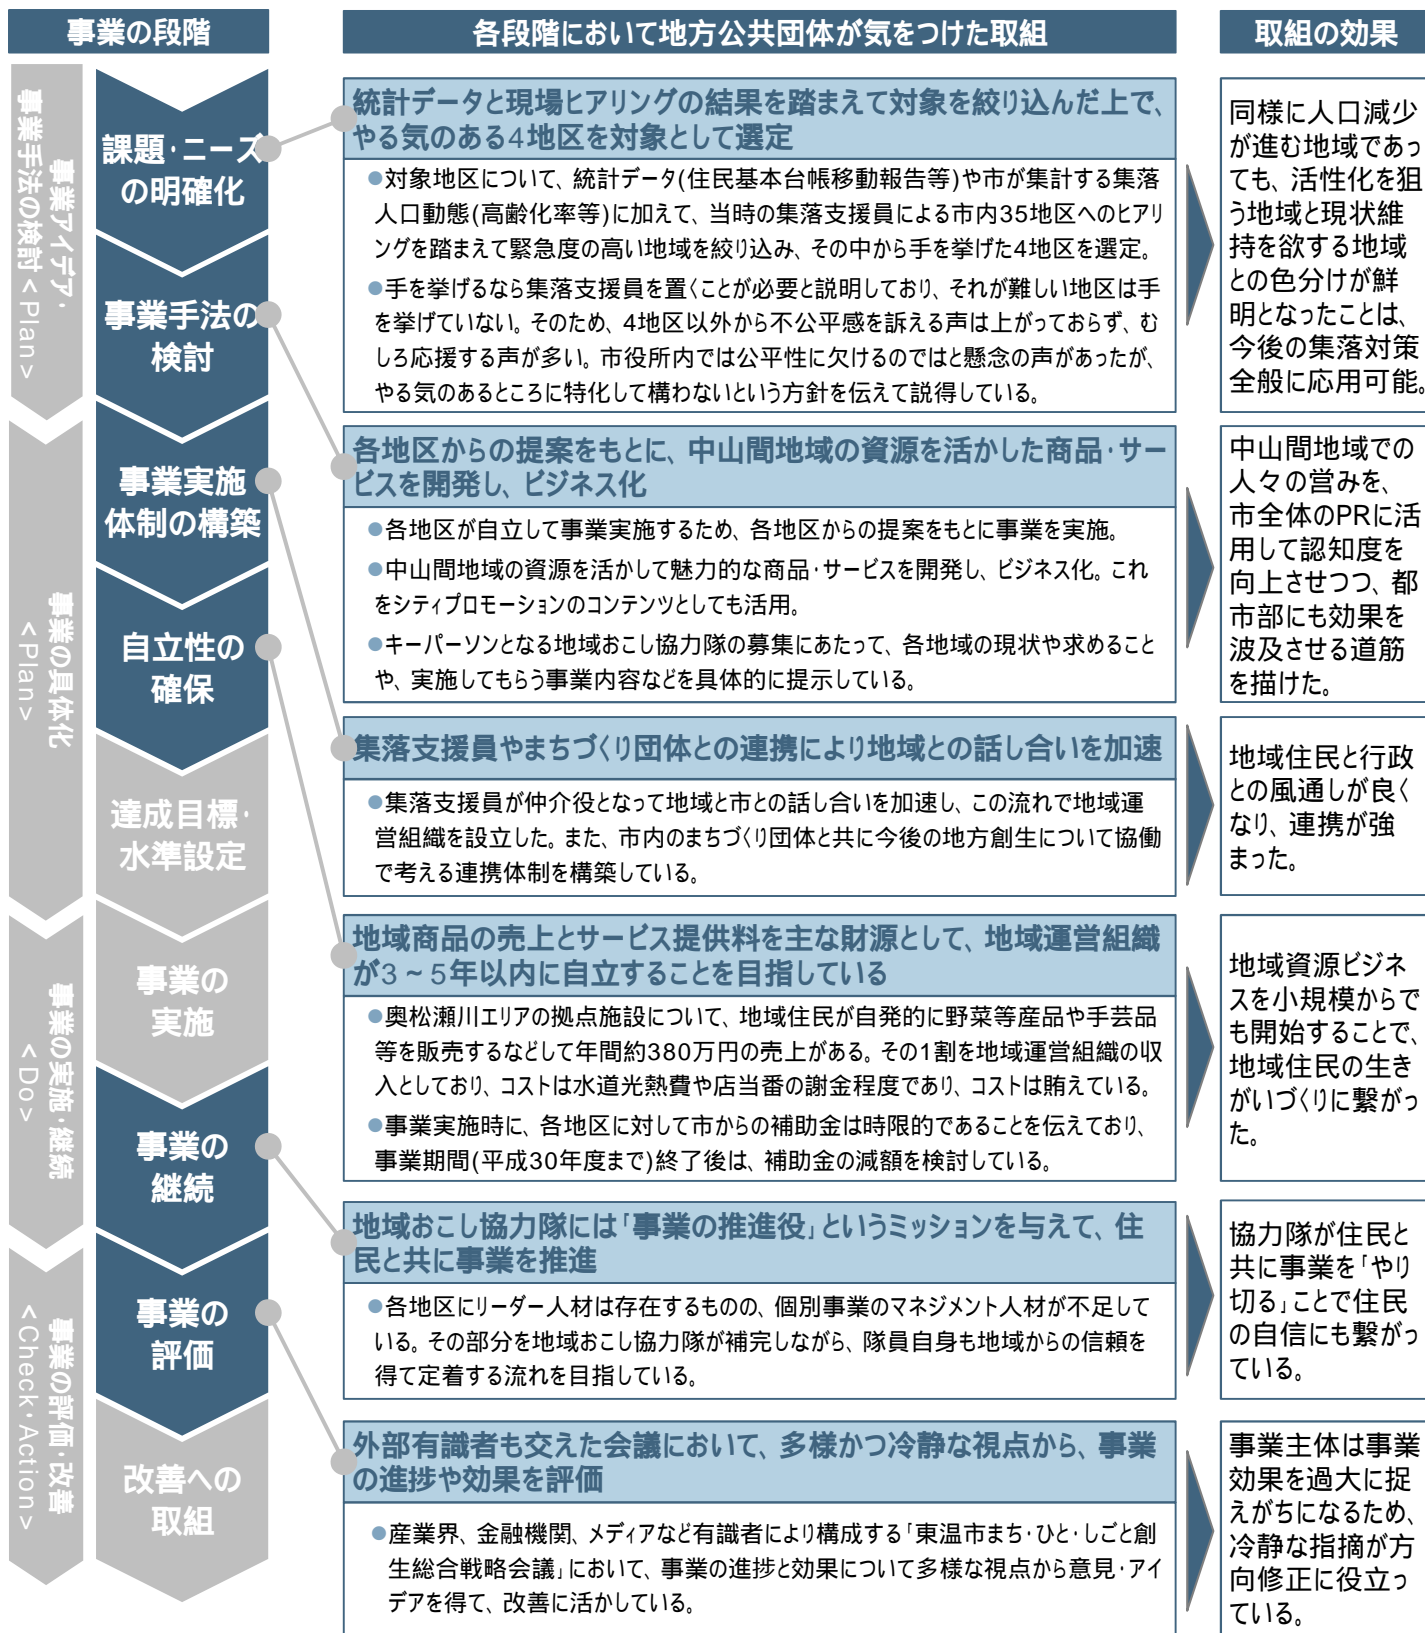 事業の段階
各段階において地方公共団体が気をつけた取組
取組の効果
事業アイデア・
事業手法の検討<Plan>
事業の具体化
<Plan>
事業の実施・継続
<Do>
事業の評価・改善
<Check・Action>
課題・ニーズ
の明確化
事業手法の
検討
事業実施
体制の構築
自立性の
確保
達成目標・
水準設定
事業の
実施
事業の
継続
事業の
評価
改善への
取組
統計データと現場ヒアリングの結果を踏まえて対象を絞り込んだ上で、
やる気のある4地区を対象として選定
●対象地区について、統計データ(住民基本台帳移動報告等)や市が集計する集落
人口動態(高齢化率等)に加えて、当時の集落支援員による市内35地区へのヒアリ
ングを踏まえて緊急度の高い地域を絞り込み、その中から手を挙げた4地区を選定。
●手を挙げるなら集落支援員を置くことが必要と説明しており、それが難しい地区は手
を挙げていない。そのため、4地区以外から不公平感を訴える声は上がっておらず、む
しろ応援する声が多い。市役所内では公平性に欠けるのではと懸念の声があったが、
やる気のあるところに特化して構わないという方針を伝えて説得している。
同様に人口減少
が進む地域であっ
ても、活性化を狙
う地域と現状維
持を欲する地域
との色分けが鮮
明となったことは、
今後の集落対策
全般に応用可能。
各地区からの提案をもとに、中山間地域の資源を活かした商品・サー
ビスを開発し、ビジネス化
●各地区が自立して事業実施するため、各地区からの提案をもとに事業を実施。
●中山間地域の資源を活かして魅力的な商品・サービスを開発し、ビジネス化。これ
をシティプロモーションのコンテンツとしても活用。
●キーパーソンとなる地域おこし協力隊の募集にあたって、各地域の現状や求めること
や、実施してもらう事業内容などを具体的に提示している。
中山間地域での
人々の営みを、
市全体のPRに活
用して認知度を
向上させつつ、都
市部にも効果を
波及させる道筋
を描けた。
集落支援員やまちづくり団体との連携により地域との話し合いを加速
●集落支援員が仲介役となって地域と市との話し合いを加速し、この流れで地域運
営組織を設立した。また、市内のまちづくり団体と共に今後の地方創生について協働
で考える連携体制を構築している。
地域住民と行政
との風通しが良く
なり、連携が強
まった。
地域商品の売上とサービス提供料を主な財源として、地域運営組織
が3~5年以内に自立することを目指している
●奥松瀬川エリアの拠点施設について、地域住民が自発的に野菜等産品や手芸品
等を販売するなどして年間約380万円の売上がある。その1割を地域運営組織の収
入としており、コストは水道光熱費や店当番の謝金程度であり、コストは賄えている。
●事業実施時に、各地区に対して市からの補助金は時限的であることを伝えており、
事業期間(平成30年度まで)終了後は、補助金の減額を検討している。
地域資源ビジネ
スを小規模からで
も開始することで、
地域住民の生き
がいづくりに繋がっ
た。
地域おこし協力隊には「事業の推進役」というミッションを与えて、住
民と共に事業を推進
●各地区にリーダー人材は存在するものの、個別事業のマネジメント人材が不足して
いる。その部分を地域おこし協力隊が補完しながら、隊員自身も地域からの信頼を
得て定着する流れを目指している。
協力隊が住民と
共に事業を「やり
切る」ことで住民
の自信にも繋がっ
ている。
外部有識者も交えた会議において、多様かつ冷静な視点から、事業
の進捗や効果を評価
●産業界、金融機関、メディアなど有識者により構成する「東温市まち・ひと・しごと創
生総合戦略会議」において、事業の進捗と効果について多様な視点から意見・アイ
デアを得て、改善に活かしている。
事業主体は事業
効果を過大に捉
えがちになるため、
冷静な指摘が方
向修正に役立っ
ている。